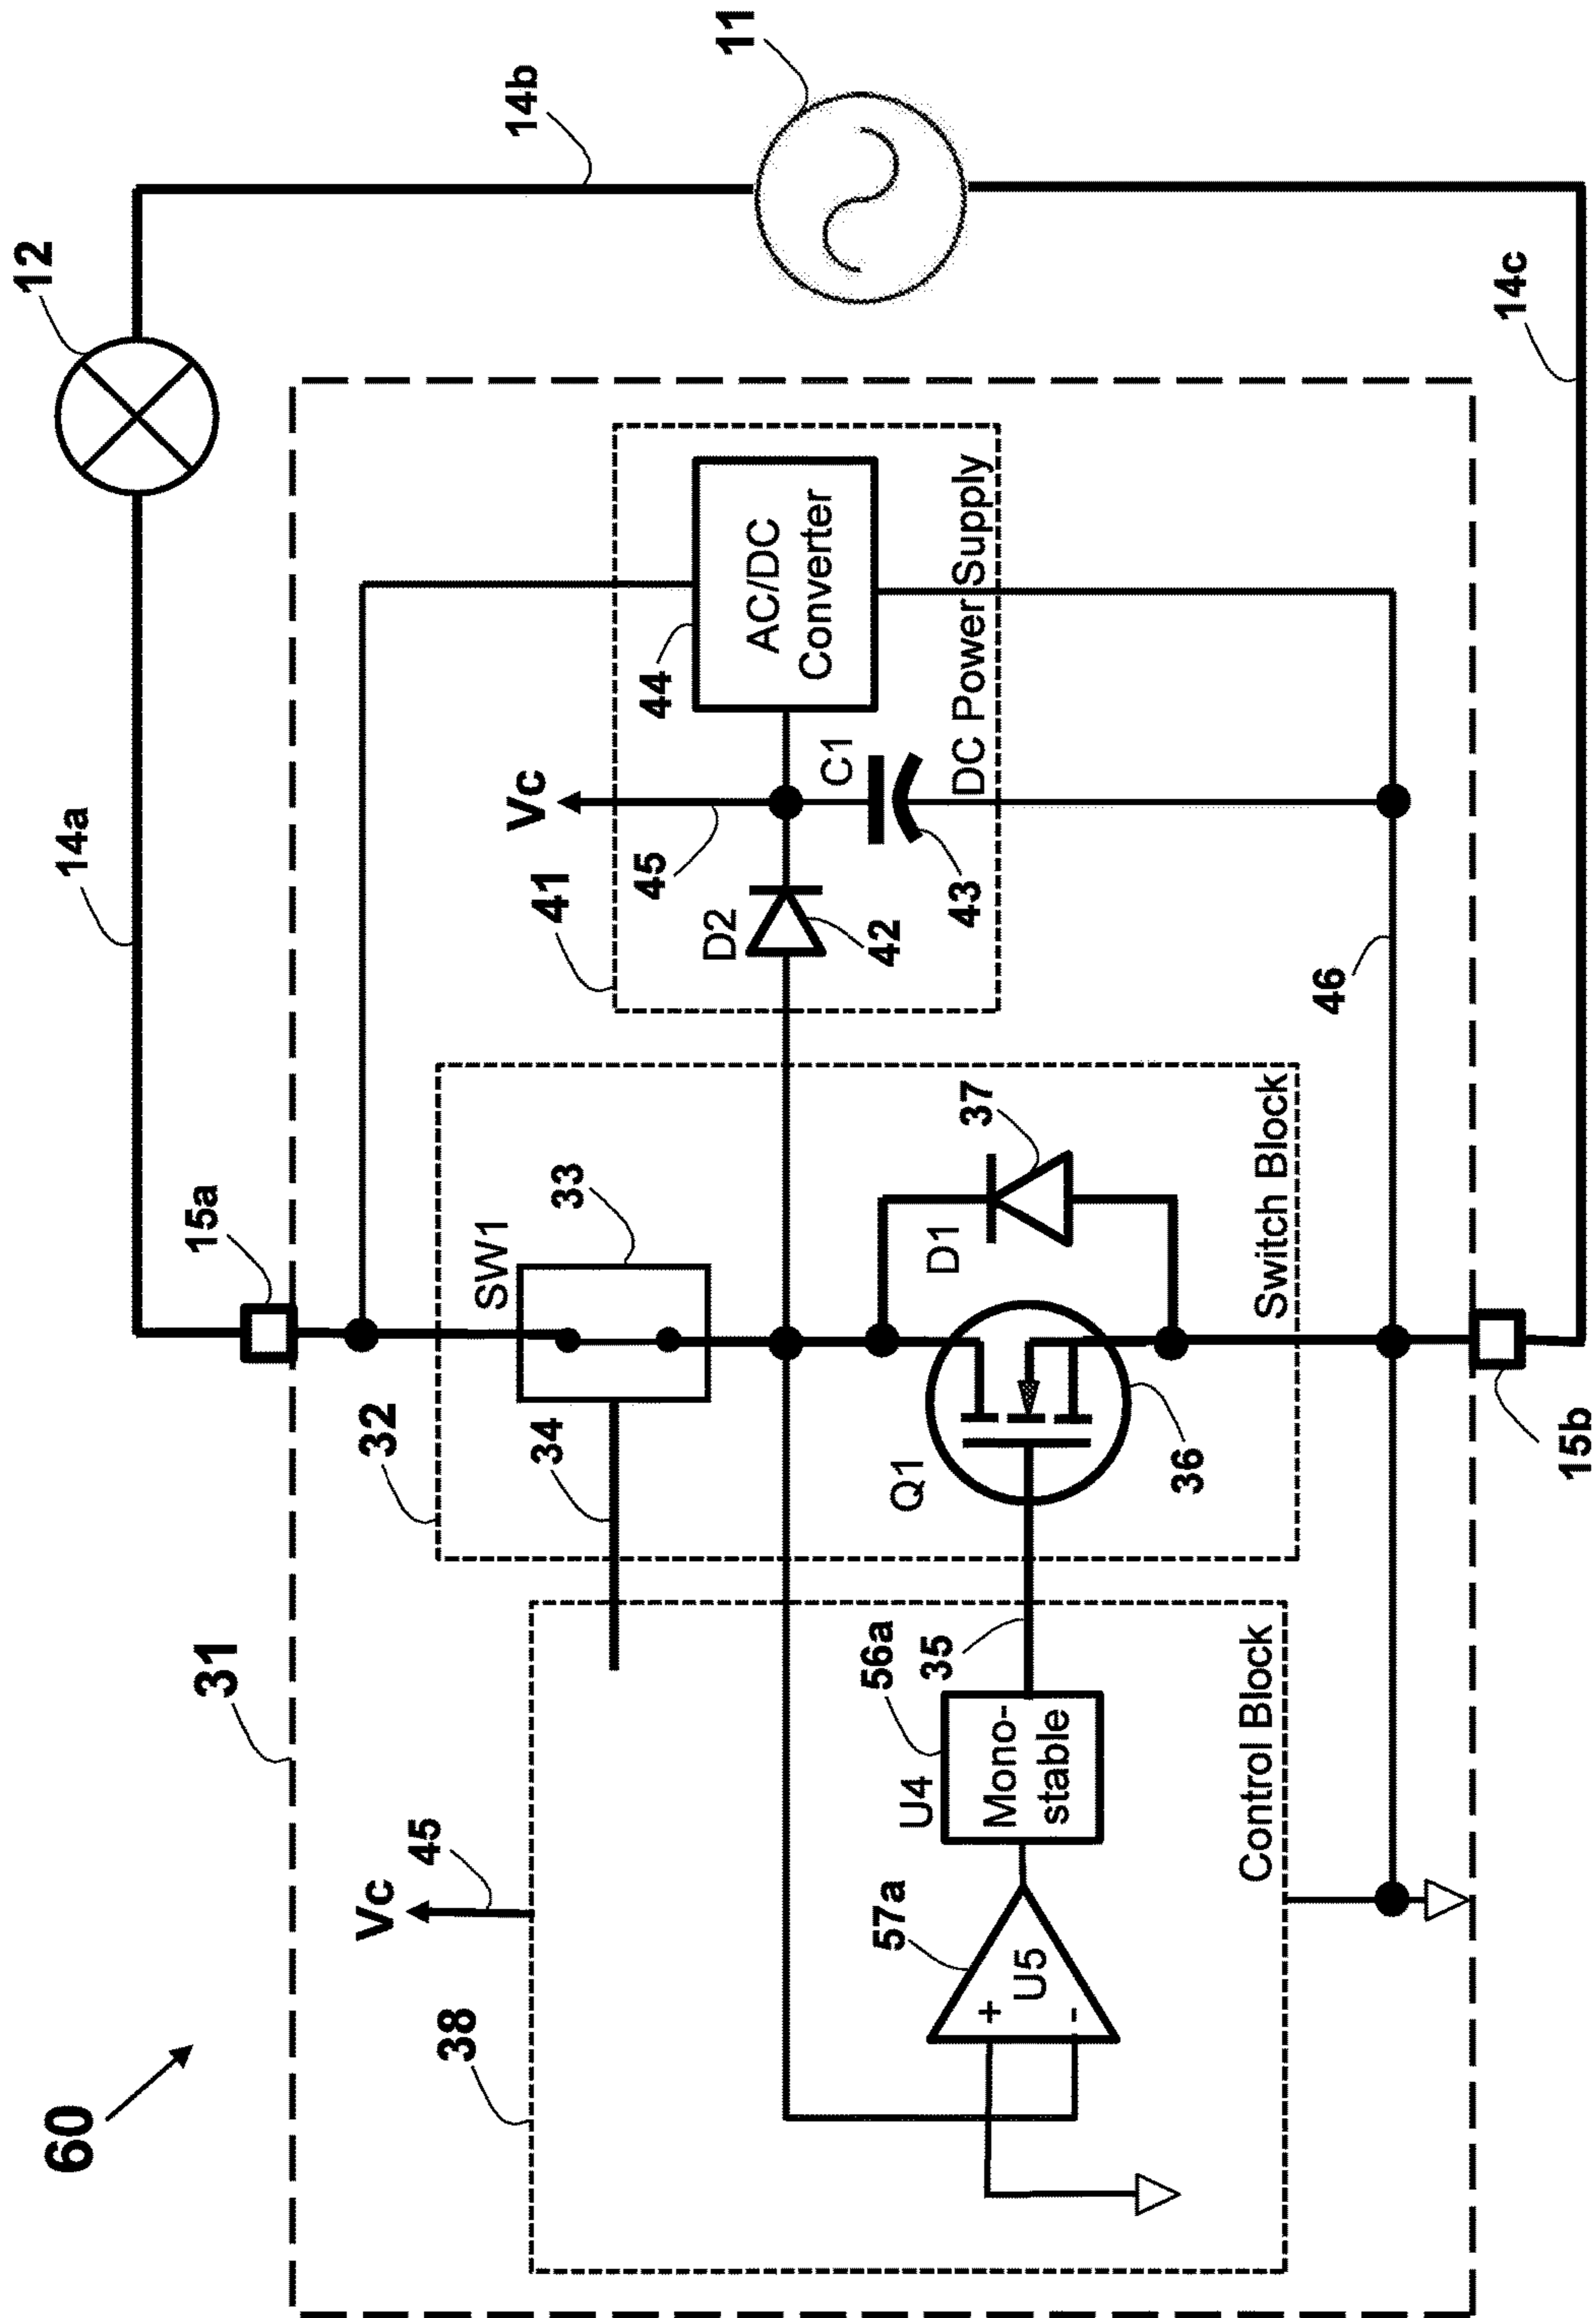 60
31
38
Vc
45
57a
+
-
U5
U4
56a
Mono-
stable
35
Control Block
32
34
SW1
33
Q1
36
D1
37
Switch Block
15a
15b
14a
41
Vc
45
D2
42
C1
43
44
AC/DC
Converter
DC Power Supply
46
12
14b
11
14c